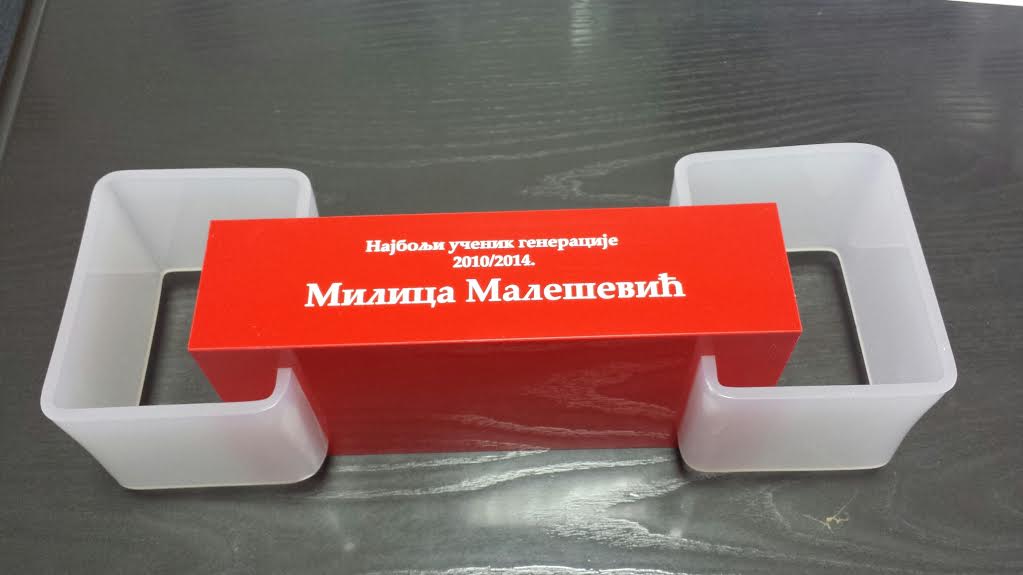 Најбољи ученик генерације
2010/2014.
Милица Малешевић